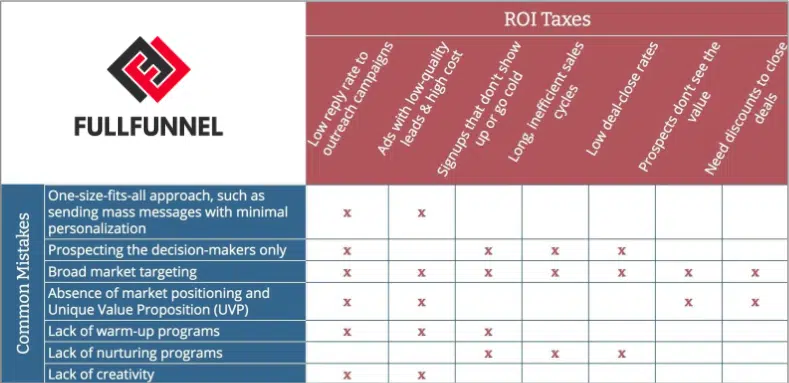 ROI Taxes
FULLFUNNEL
Low reply rate to
outreach campaigns
Ads with low-quality
leads & high cost
Signups that don't show
up or go cold
Long, inefficient sales
cycles
Low deal-close rates
Prospects don't see the
value
Need discounts to close
deals
Common Mistakes
One-size-fits-all approach, such as
sending mass messages with minimal
personalization
x x
Prospecting the decision-makers only
x x x x
Broad market targeting
x x x x x x x
Absence of market positioning and
Unique Value Proposition (UVP)
x x x x
Lack of warm-up programs
x x x
Lack of nurturing programs
x x x
Lack of creativity
x x